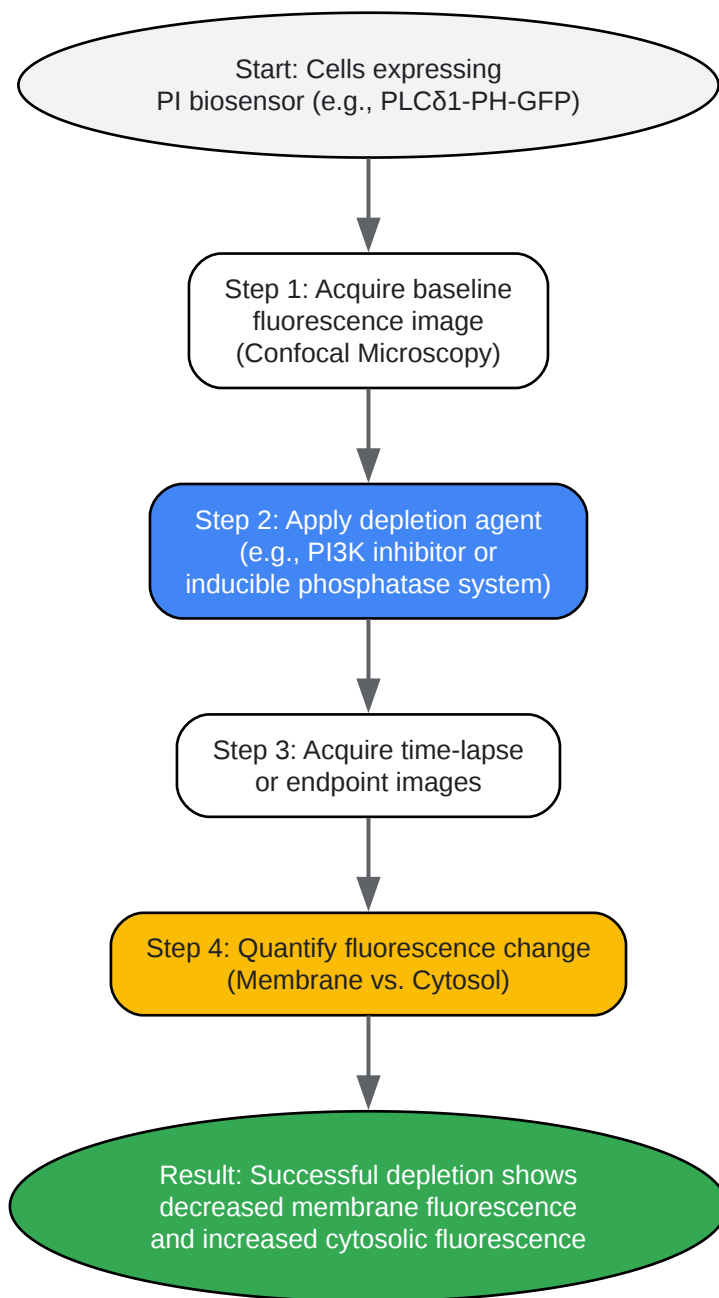 Start: Cells expressing
PI biosensor (e.g., PLCδ1-PH-GFP)
Step 1: Acquire baseline
fluorescence image
(Confocal Microscopy)
Step 2: Apply depletion agent
(e.g., PI3K inhibitor or
inducible phosphatase system)
Step 3: Acquire time-lapse
or endpoint images
Step 4: Quantify fluorescence change
(Membrane vs. Cytosol)
Result: Successful depletion shows
decreased membrane fluorescence
and increased cytosolic fluorescence